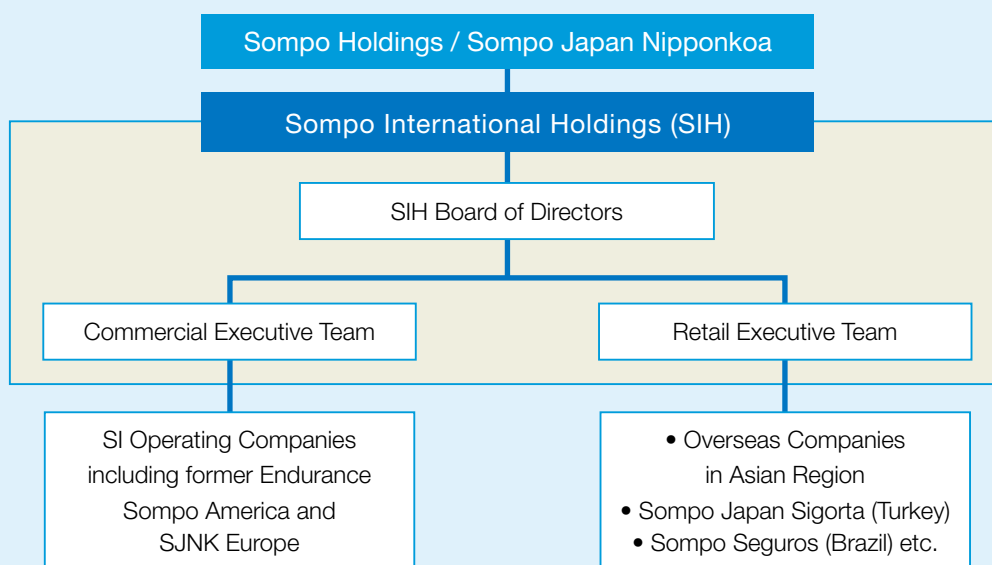 Sompo Holdings / Sompo Japan Nipponkoa
Sompo International Holdings (SIH)
SIH Board of Directors
Commercial Executive Team
Retail Executive Team
SI Operating Companies
including former Endurance
Sompo America and
SJNK Europe
• Overseas Companies
in Asian Region
• Sompo Japan Sigorta (Turkey)
• Sompo Seguros (Brazil) etc.